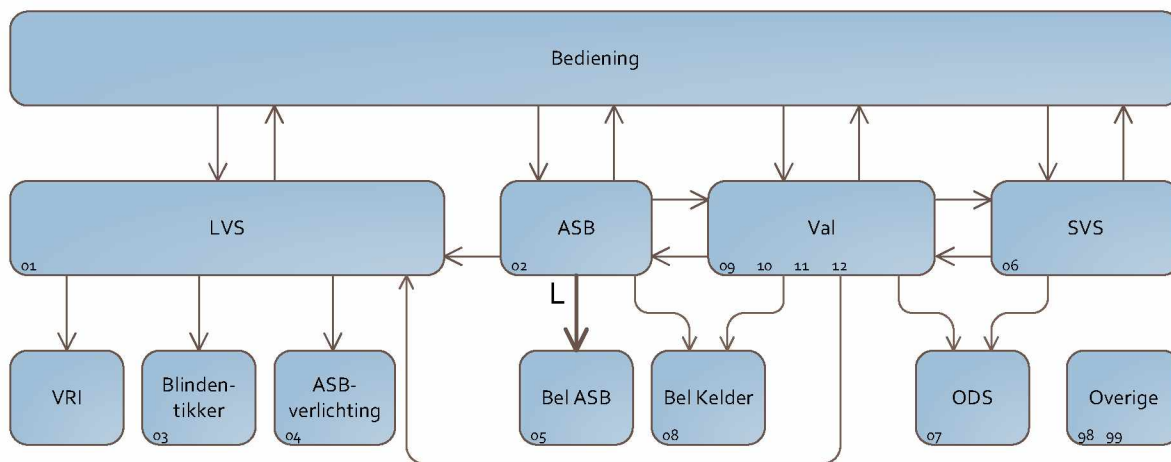 Bediening
LVS
01
ASB
02
Val
09 10 11 12
SVS
06
L
VRI
Blinden-
tikker
03
ASB-
verlichting
04
Bel ASB
05
Bel Kelder
08
ODS
07
Overige
98 99